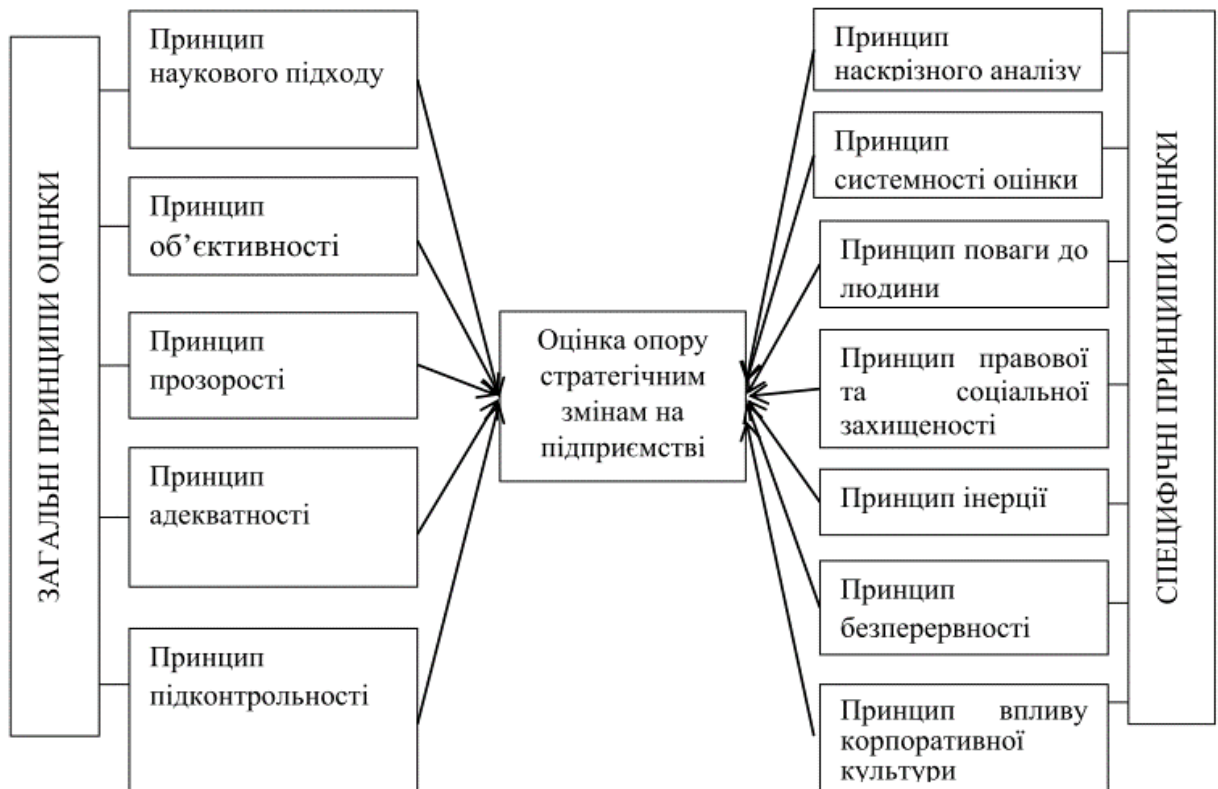 ЗАГАЛЬНІ ПРИНЦИПИ ОЦІНКИ
Принцип
наукового підходу
Принцип
об’єктивності
Принцип
прозорості
Принцип
адекватності
Принцип
підконтрольності
Оцінка опору
стратегічним
змінам на
підприємстві
Принцип
наскрізного аналізу
Принцип
системності оцінки
Принцип поваги до
людини
Принцип правової
та соціальної
захищеності
Принцип інерції
Принцип
безперервності
Принцип впливу
корпоративної
культури
СПЕЦИФІЧНІ ПРИНЦИПИ ОЦІНКИ